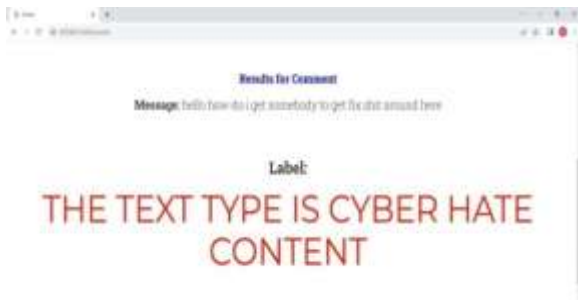 Results for Comment
Message: hello how do i get somebody to get fix shit around here
Label:
THE TEXT TYPE IS CYBER HATE
CONTENT